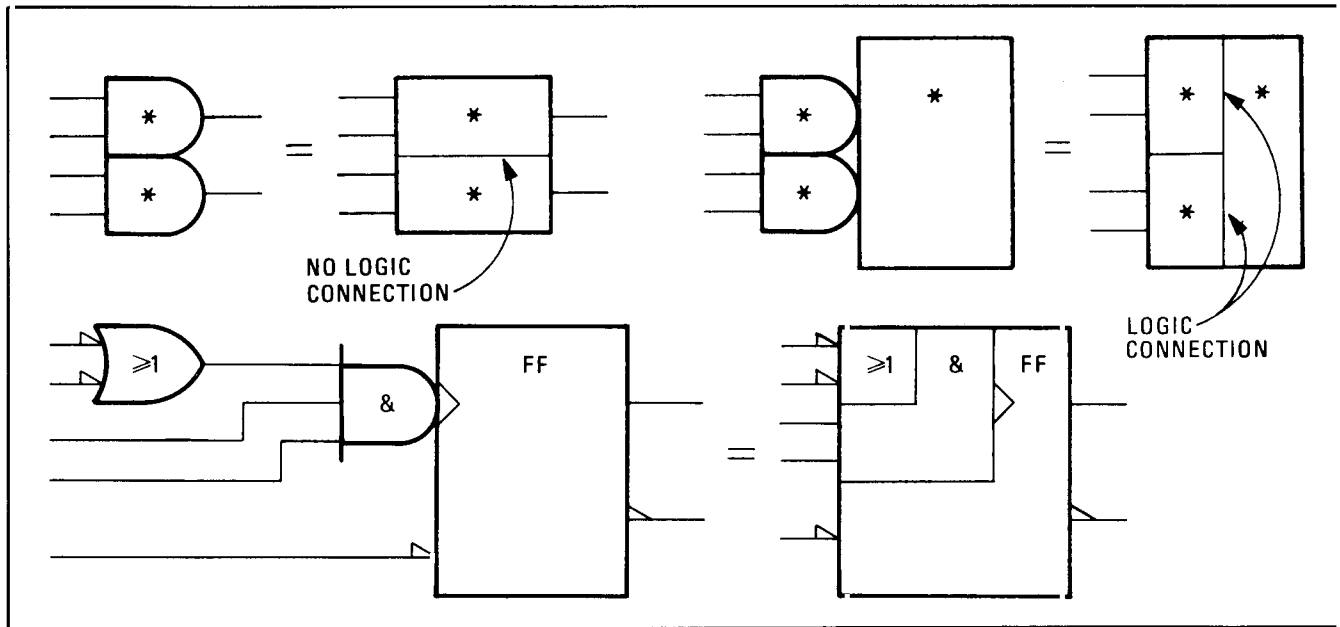 * = * *
* *
* = *
* *
NO LOGIC
CONNECTION
LOGIC
CONNECTION
⩾1 & FF = ⩾1 & FF